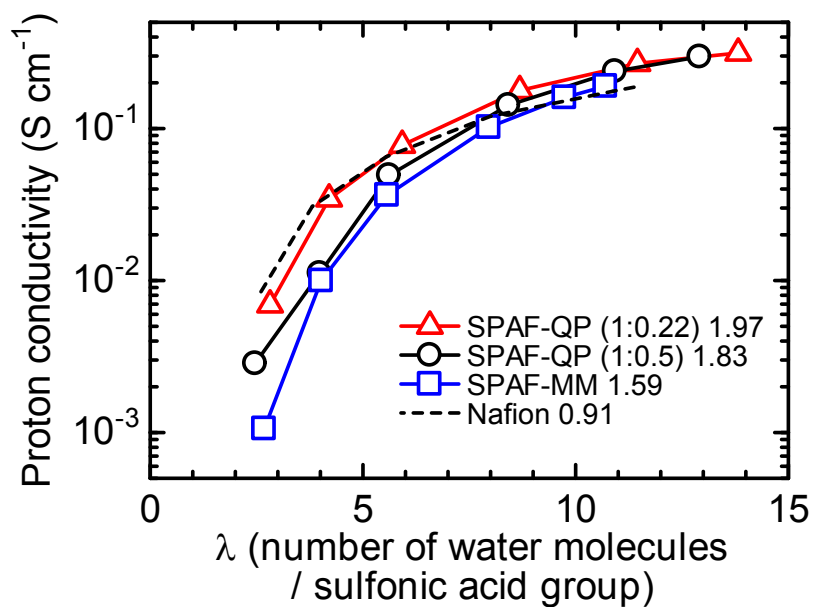 Proton conductivity (S cm⁻¹)
10⁻¹
10⁻²
10⁻³
SPAF-QP (1:0.22) 1.97
SPAF-QP (1:0.5) 1.83
SPAF-MM 1.59
Nafion 0.91
0 5 10 15
λ (number of water molecules
/ sulfonic acid group)